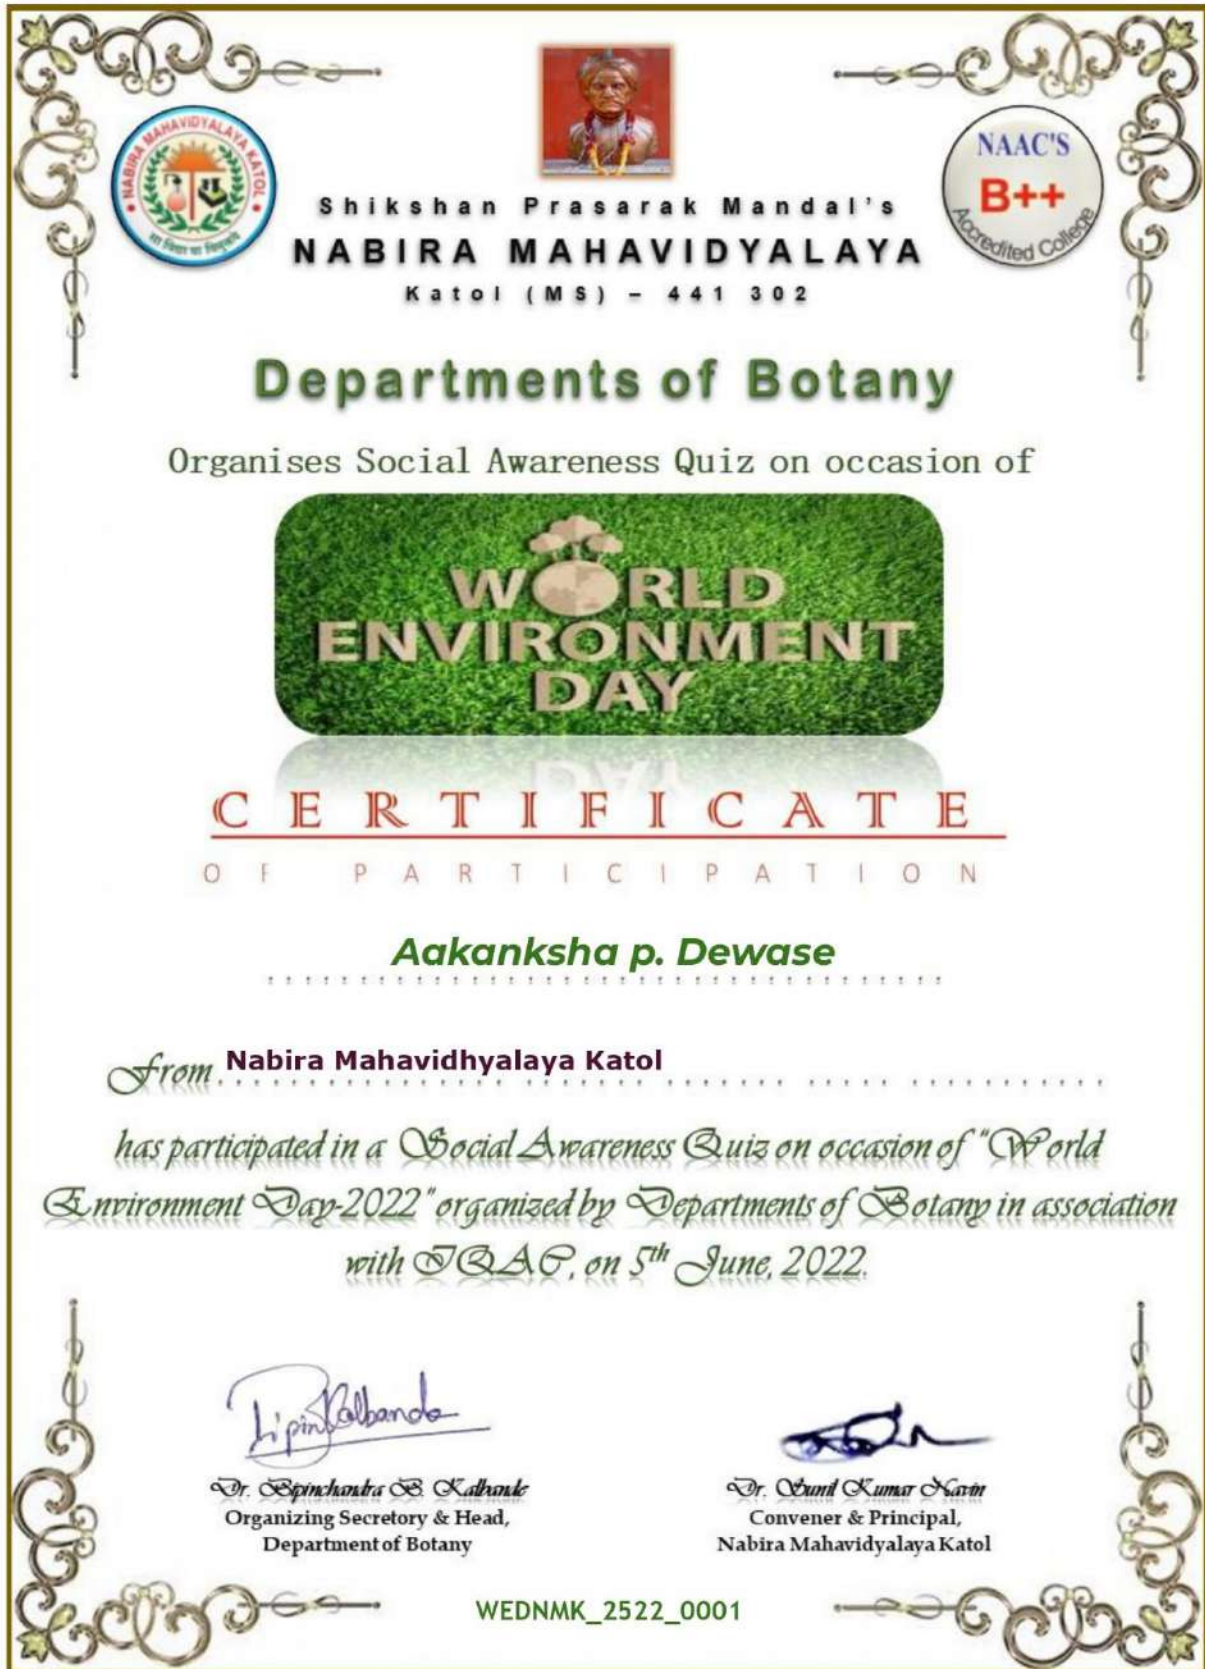 NABIRA MAHAVIDYALAYA KATOL
सा विद्या या विमुक्तये
NAAC'S
B++
Accredited College
Shikshan Prasarak Mandal's
NABIRA MAHAVIDYALAYA
Katol (MS) – 441 302
Departments of Botany
Organises Social Awareness Quiz on occasion of
WORLD
ENVIRONMENT
DAY
CERTIFICATE
OF PARTICIPATION
Aakanksha p. Dewase
From Nabira Mahavidhyalaya Katol
has participated in a Social Awareness Quiz on occasion of "World
Environment Day-2022" organized by Departments of Botany in association
with IQAC, on 5th June, 2022.
Dr. Bipinchandra B. Kalbande
Organizing Secretory & Head,
Department of Botany
Dr. Sunil Kumar Navin
Convener & Principal,
Nabira Mahavidyalaya Katol
WEDNMK_2522_0001